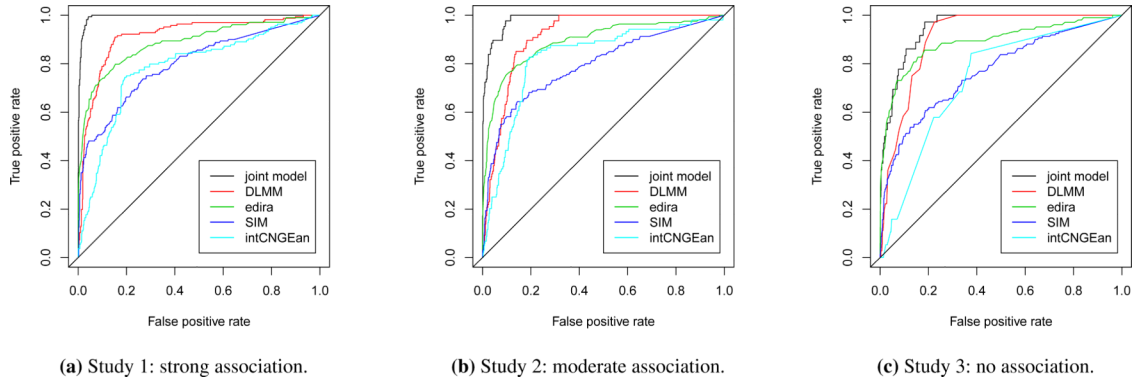 True positive rate
1.0
0.8
0.6
0.4
0.2
0.0
joint model
DLMM
edira
SIM
intCNGEan
0.0 0.2 0.4 0.6 0.8 1.0
False positive rate
(a) Study 1: strong association.
True positive rate
1.0
0.8
0.6
0.4
0.2
0.0
joint model
DLMM
edira
SIM
intCNGEan
0.0 0.2 0.4 0.6 0.8 1.0
False positive rate
(b) Study 2: moderate association.
True positive rate
1.0
0.8
0.6
0.4
0.2
0.0
joint model
DLMM
edira
SIM
intCNGEan
0.0 0.2 0.4 0.6 0.8 1.0
False positive rate
(c) Study 3: no association.